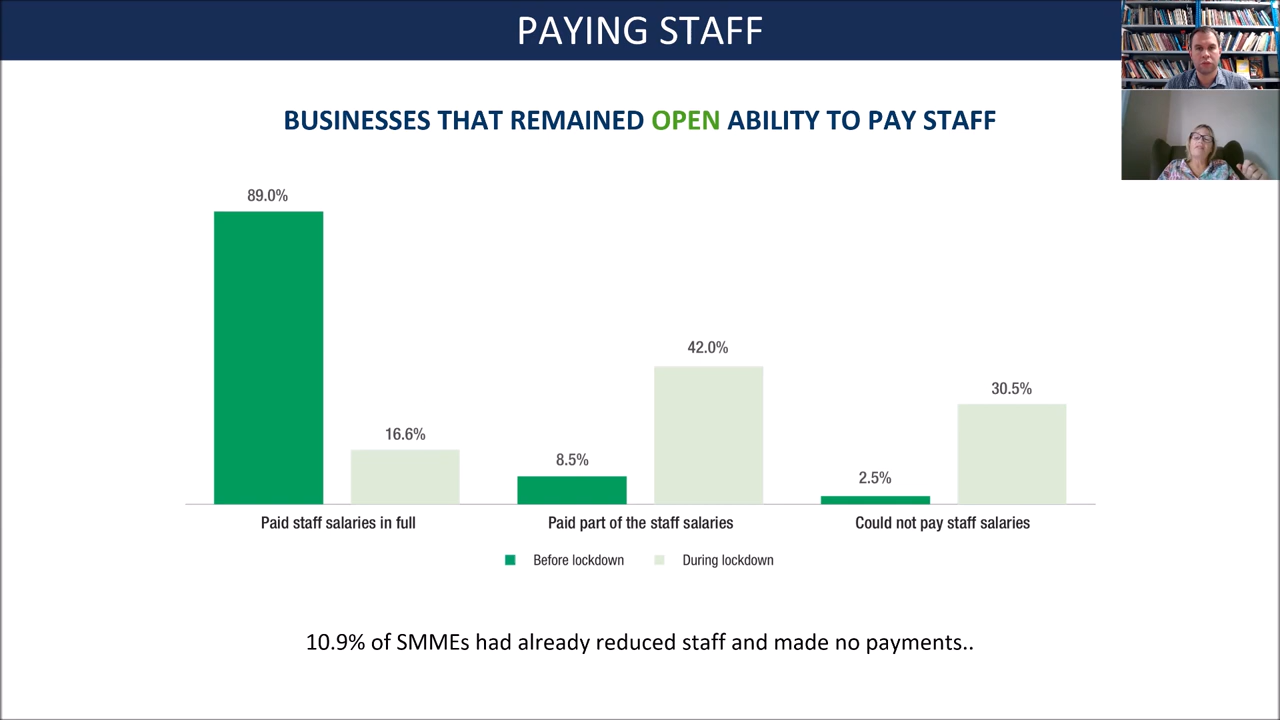 PAYING STAFF
BUSINESSES THAT REMAINED OPEN ABILITY TO PAY STAFF
89.0%
16.6%
8.5%
42.0%
2.5%
30.5%
Paid staff salaries in full
Paid part of the staff salaries
Could not pay staff salaries
Before lockdown
During lockdown
10.9% of SMMEs had already reduced staff and made no payments..